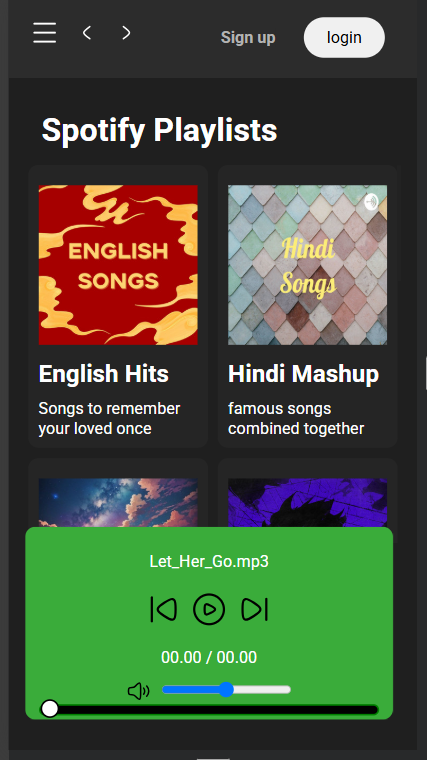 Sign up
login
Spotify Playlists
ENGLISH
SONGS
Hindi
Songs
English Hits
Songs to remember
your loved once
Hindi Mashup
famous songs
combined together
Let_Her_Go.mp3
00.00 / 00.00